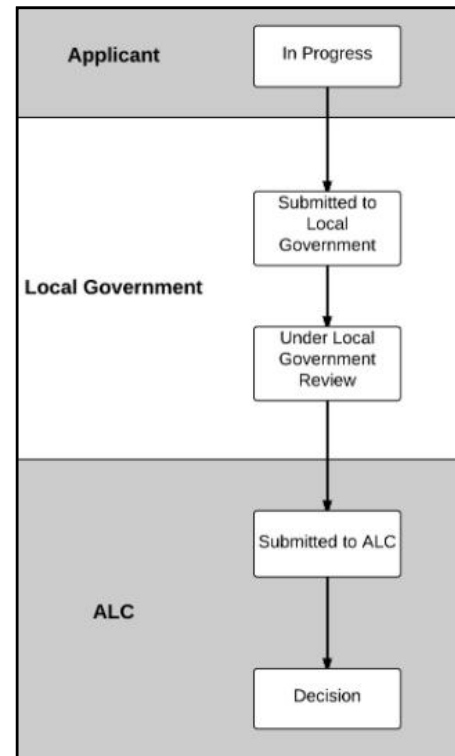 Applicant
In Progress
Submitted to
Local
Government
Local Government
Under Local
Government
Review
Submitted to ALC
ALC
Decision